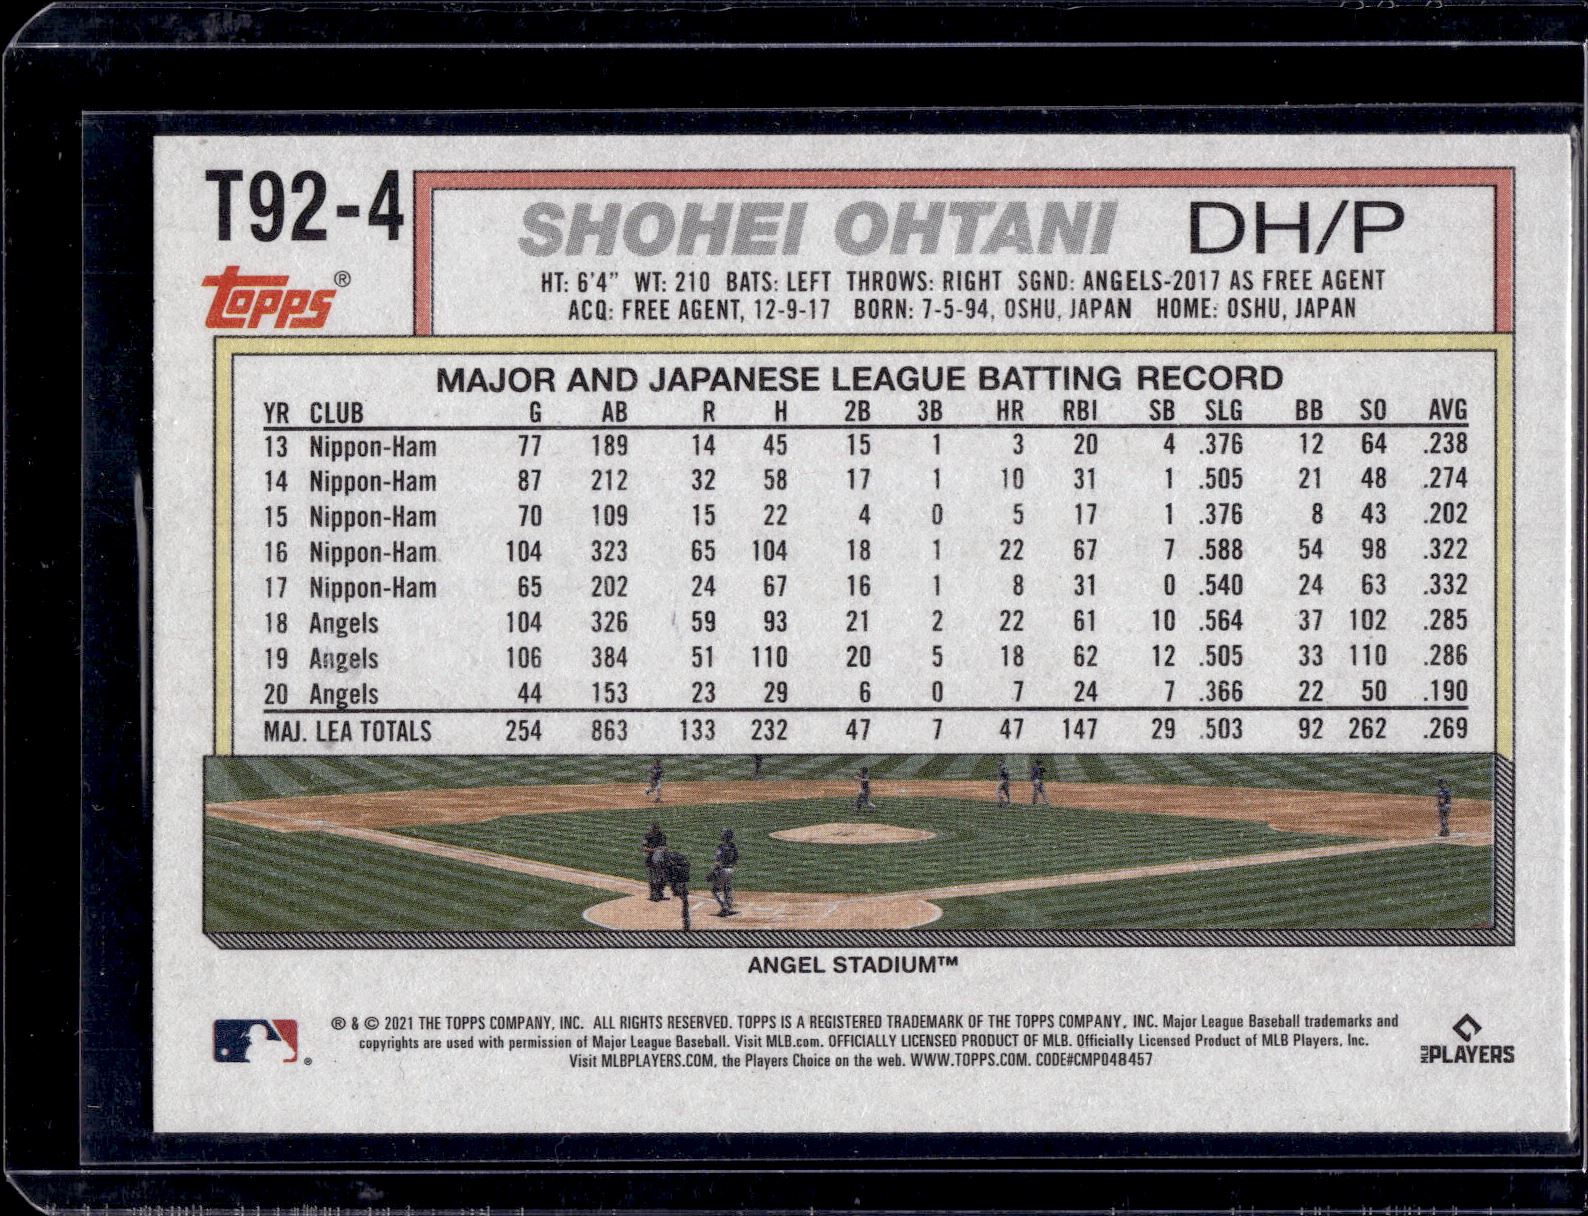 T92-4
Topps®
SHOHEI OHTANI DH/P
HT: 6'4" WT: 210 BATS: LEFT THROWS: RIGHT SGND: ANGELS-2017 AS FREE AGENT
ACQ: FREE AGENT, 12-9-17 BORN: 7-5-94, OSHU, JAPAN HOME: OSHU, JAPAN
MAJOR AND JAPANESE LEAGUE BATTING RECORD
YR CLUB G AB R H 2B 3B HR RBI SB SLG BB SO AVG
13 Nippon-Ham 77 189 14 45 15 1 3 20 4 .376 12 64 .238
14 Nippon-Ham 87 212 32 58 17 1 10 31 1 .505 21 48 .274
15 Nippon-Ham 70 109 15 22 4 0 5 17 1 .376 8 43 .202
16 Nippon-Ham 104 323 65 104 18 1 22 67 7 .588 54 98 .322
17 Nippon-Ham 65 202 24 67 16 1 8 31 0 .540 24 63 .332
18 Angels 104 326 59 93 21 2 22 61 10 .564 37 102 .285
19 Angels 106 384 51 110 20 5 18 62 12 .505 33 110 .286
20 Angels 44 153 23 29 6 0 7 24 7 .366 22 50 .190
MAJ. LEA TOTALS 254 863 133 232 47 7 47 147 29 .503 92 262 .269
ANGEL STADIUM™
® & © 2021 THE TOPPS COMPANY, INC. ALL RIGHTS RESERVED. TOPPS IS A REGISTERED TRADEMARK OF THE TOPPS COMPANY, INC. Major League Baseball trademarks and
copyrights are used with permission of Major League Baseball. Visit MLB.com. OFFICIALLY LICENSED PRODUCT OF MLB. Officially Licensed Product of MLB Players, Inc.
Visit MLBPLAYERS.COM, the Players Choice on the web. WWW.TOPPS.COM. CODE#CMP048457
®
MLB PLAYERS